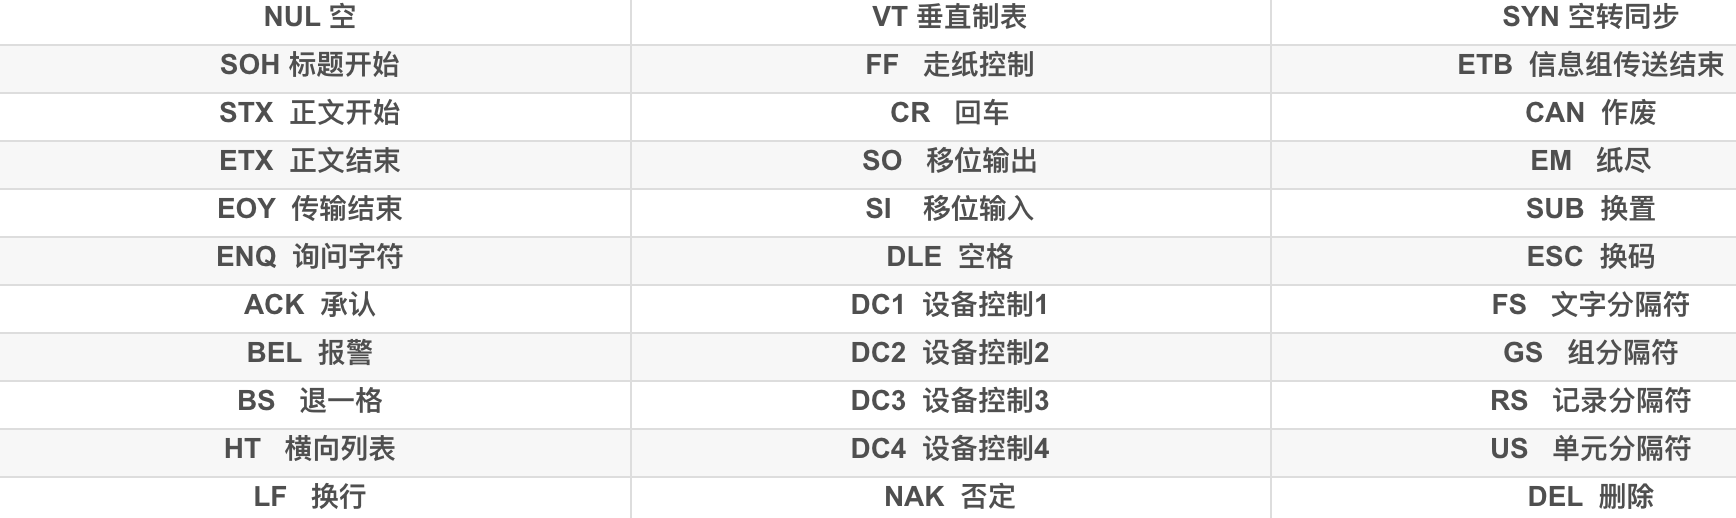 NUL 空 VT 垂直制表 SYN 空转同步
SOH 标题开始 FF 走纸控制 ETB 信息组传送结束
STX 正文开始 CR 回车 CAN 作废
ETX 正文结束 SO 移位输出 EM 纸尽
EOY 传输结束 SI 移位输入 SUB 换置
ENQ 询问字符 DLE 空格 ESC 换码
ACK 承认 DC1 设备控制1 FS 文字分隔符
BEL 报警 DC2 设备控制2 GS 组分隔符
BS 退一格 DC3 设备控制3 RS 记录分隔符
HT 横向列表 DC4 设备控制4 US 单元分隔符
LF 换行 NAK 否定 DEL 删除